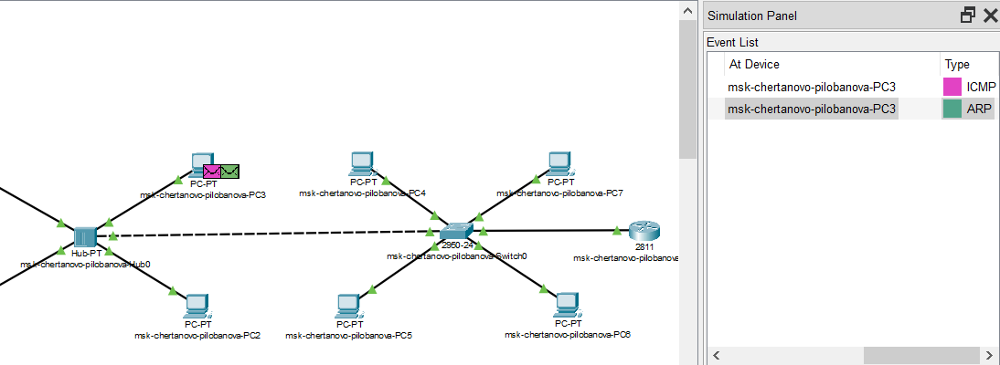 Simulation Panel
Event List
At Device Type
msk-chertanovo-pilobanova-PC3 ICMP
msk-chertanovo-pilobanova-PC3 ARP
PC-PT
msk-chertanovo-pilobanova-PC3
PC-PT
msk-chertanovo-pilobanova-PC4
PC-PT
msk-chertanovo-pilobanova-PC7
Hub-PT
msk-chertanovo-pilobanova-Hub0
2950-24
msk-chertanovo-pilobanova-Switch0
2811
msk-chertanovo-pilobanova
PC-PT
msk-chertanovo-pilobanova-PC2
PC-PT
msk-chertanovo-pilobanova-PC5
PC-PT
msk-chertanovo-pilobanova-PC6